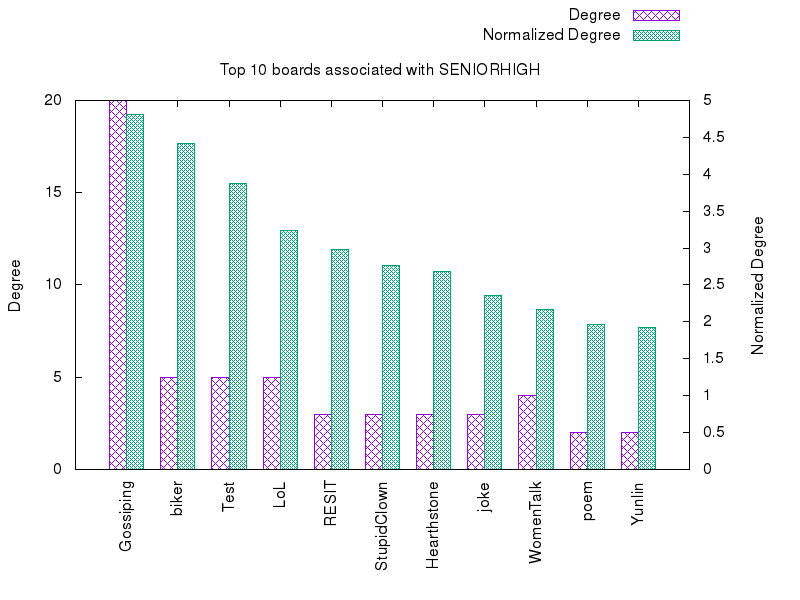 Degree
Normalized Degree
Top 10 boards associated with SENIORHIGH
20
15
10
5
0
5
4.5
4
3.5
3
2.5
2
1.5
1
0.5
0
Degree
Normalized Degree
Gossiping
biker
Test
LoL
RESIT
StupidClown
Hearthstone
joke
WomenTalk
poem
Yunlin